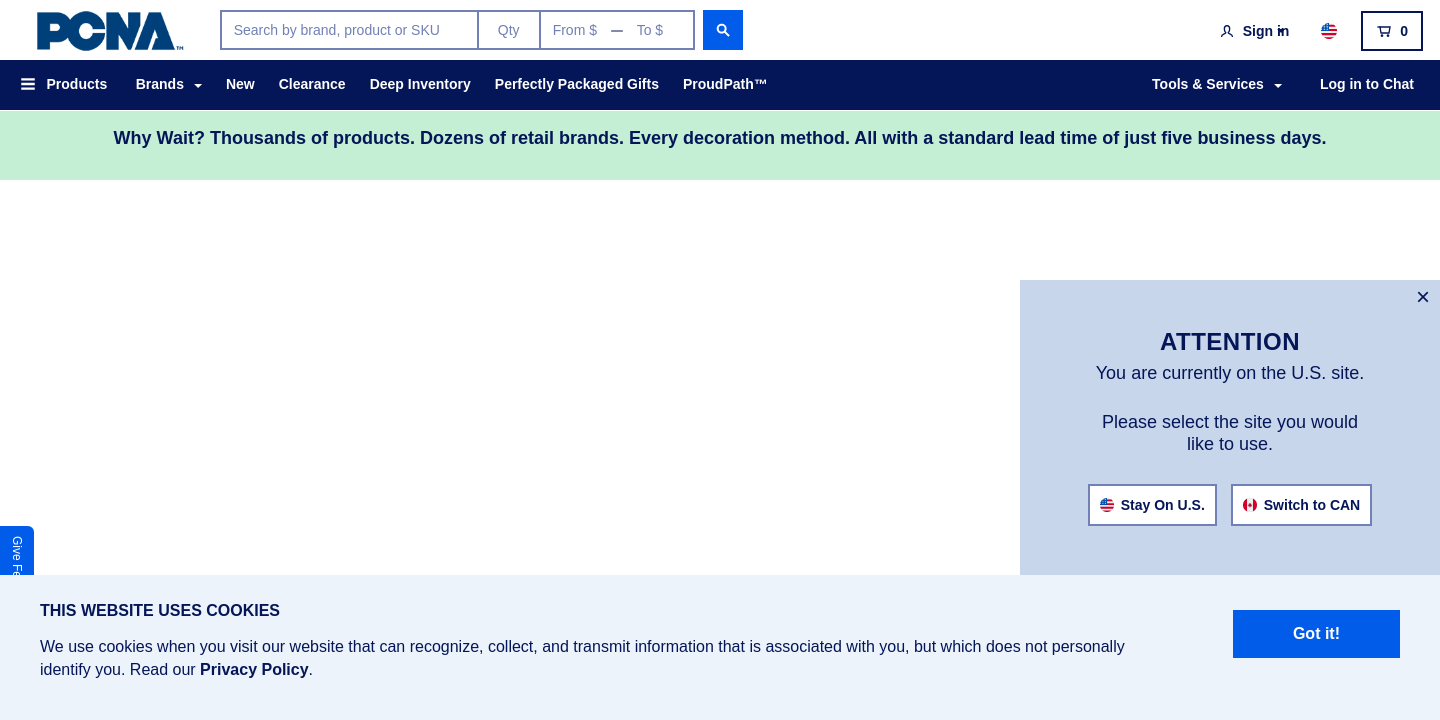 PCNA™
Search by brand, product or SKU
Qty
From $ — To $
Sign in
0
Products
Brands
New
Clearance
Deep Inventory
Perfectly Packaged Gifts
ProudPath™
Tools & Services
Log in to Chat
Why Wait? Thousands of products. Dozens of retail brands. Every decoration method. All with a standard lead time of just five business days.
×
ATTENTION
You are currently on the U.S. site.
Please select the site you would
like to use.
Stay On U.S.
Switch to CAN
Give
THIS WEBSITE USES COOKIES
We use cookies when you visit our website that can recognize, collect, and transmit information that is associated with you, but which does not personally
identify you. Read our Privacy Policy.
Got it!